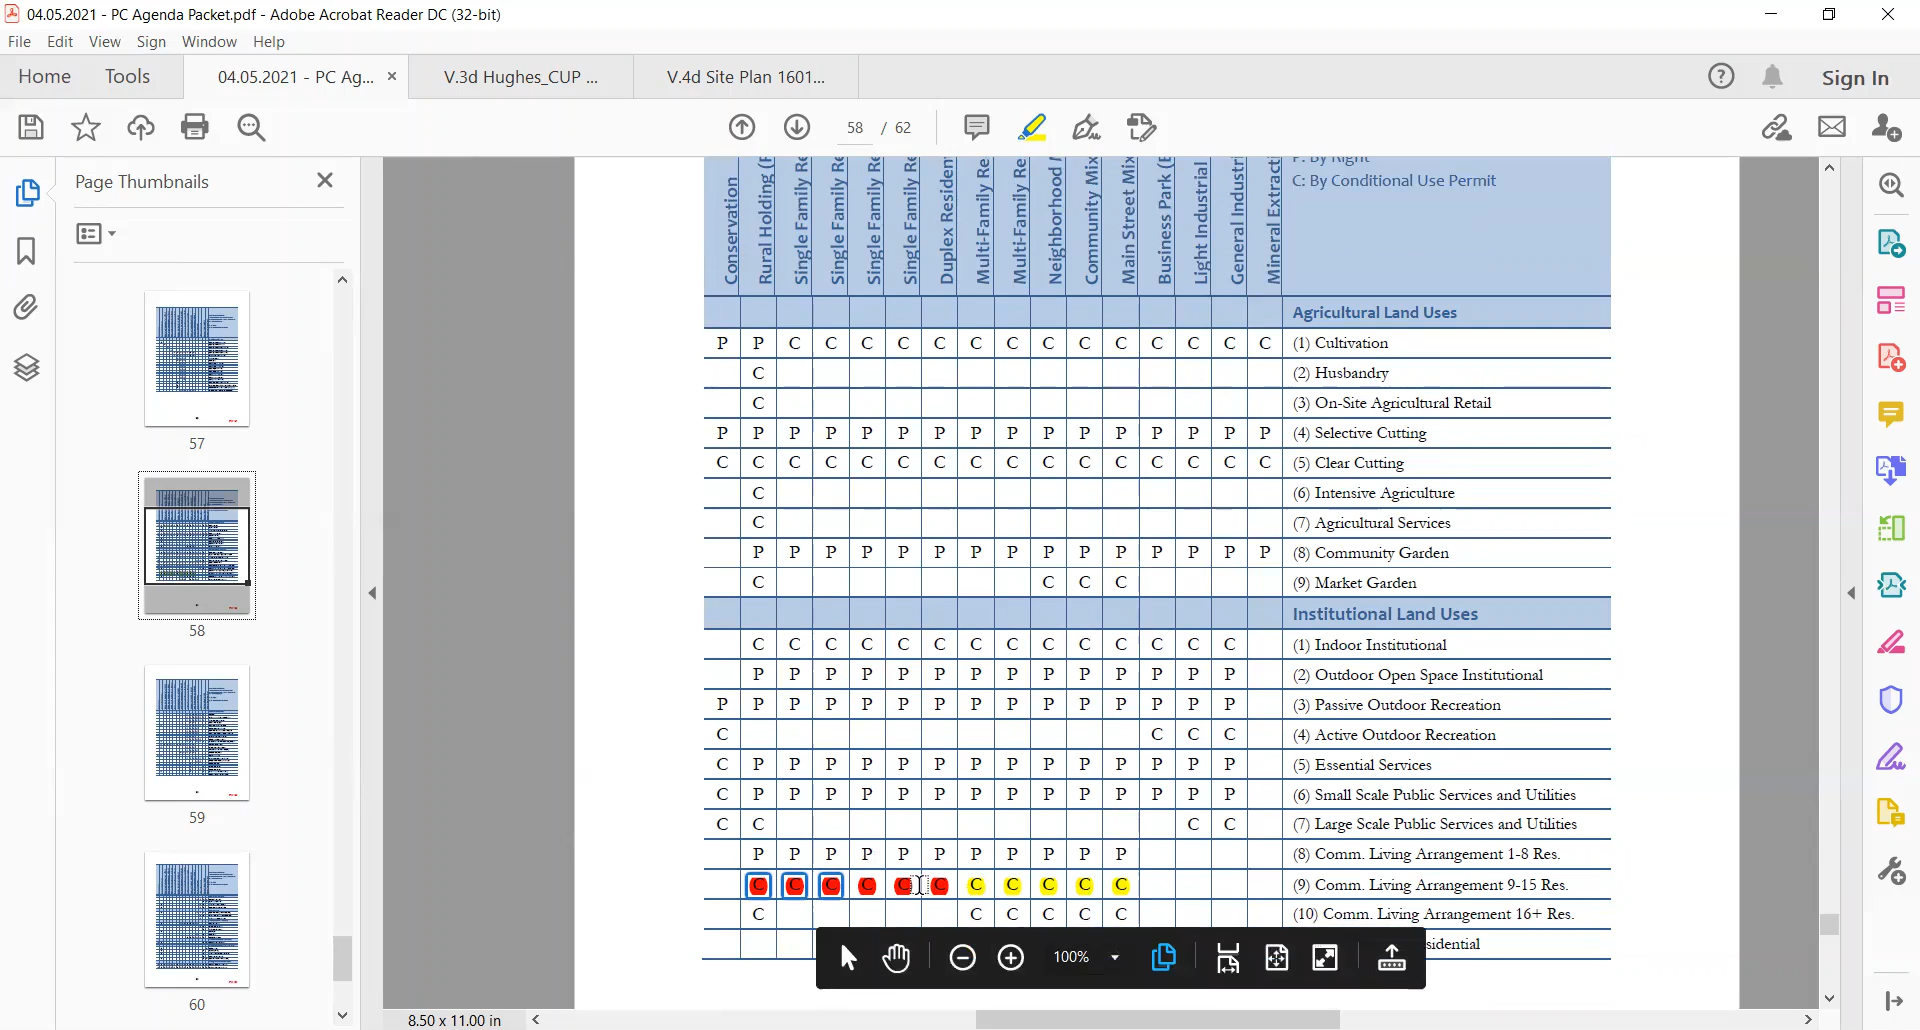 04.05.2021 - PC Agenda Packet.pdf - Adobe Acrobat Reader DC (32-bit)
File Edit View Sign Window Help
Home Tools 04.05.2021 - PC Ag... × V.3d Hughes_CUP ... V.4d Site Plan 1601... Sign In
58 / 62
Page Thumbnails
57
58
59
60
Conservation
Rural Holding (
Single Family Re
Single Family Re
Single Family Re
Single Family Re
Duplex Residen
Multi-Family Re
Multi-Family Re
Neighborhood
Community Mix
Main Street Mix
Business Park (
Light Industrial
General Industri
Mineral Extract
P: By Right
C: By Conditional Use Permit
Agricultural Land Uses
P P C C C C C C C C C C C C C C (1) Cultivation
C (2) Husbandry
C (3) On-Site Agricultural Retail
P P P P P P P P P P P P P P P P (4) Selective Cutting
C C C C C C C C C C C C C C C C (5) Clear Cutting
C (6) Intensive Agriculture
C (7) Agricultural Services
P P P P P P P P P P P P P P P (8) Community Garden
C C C C (9) Market Garden
Institutional Land Uses
C C C C C C C C C C C C C C (1) Indoor Institutional
P P P P P P P P P P P P P P (2) Outdoor Open Space Institutional
P P P P P P P P P P P P P P P (3) Passive Outdoor Recreation
C C C C (4) Active Outdoor Recreation
C P P P P P P P P P P P P P P (5) Essential Services
C P P P P P P P P P P P P P P (6) Small Scale Public Services and Utilities
C C C C (7) Large Scale Public Services and Utilities
P P P P P P P P P P P (8) Comm. Living Arrangement 1-8 Res.
C C C C C C C C C C C (9) Comm. Living Arrangement 9-15 Res.
C C C C C C (10) Comm. Living Arrangement 16+ Res.
sidential
100%
8.50 x 11.00 in